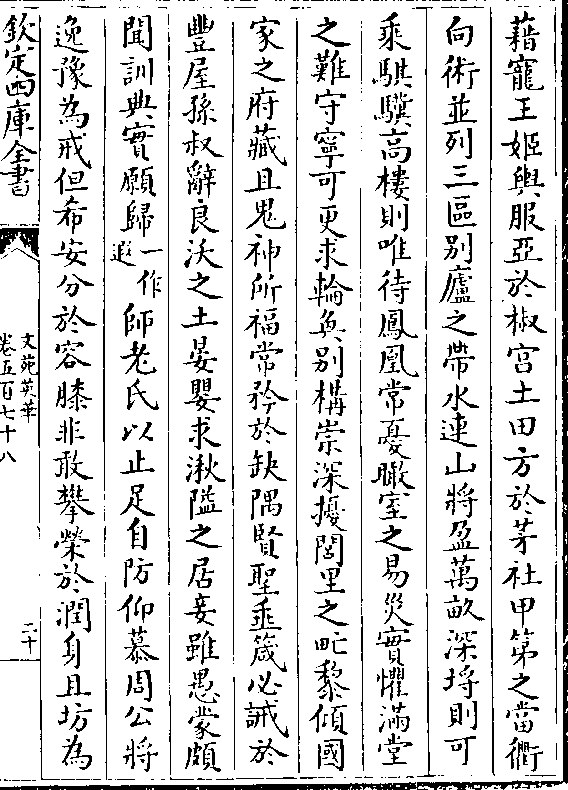 藉寵王姬輿服亞於椒宫土田方於茅社甲第之當衢
向術並列三區别廬之帶水連山將盈萬畝深埒則可
乘騏驥高樓則唯待鳳凰常憂瞰室之易災實懼滿堂
之難守寧可更求輪奐别構崇深擾閭里之甿黎傾國
家之府藏且鬼神所福常矜於缺隅賢聖垂箴必誡於
豐屋孫叔辭良沃之土晏嬰求湫隘之居妾雖愚蒙頗
聞訓典實願歸一作遐師老氏以止足自防仰慕周公將
逸豫為戒但希安分於容膝非敢攀榮於潤身且坊為
欽定四庫全書
文苑英華
卷五百七十八
二十